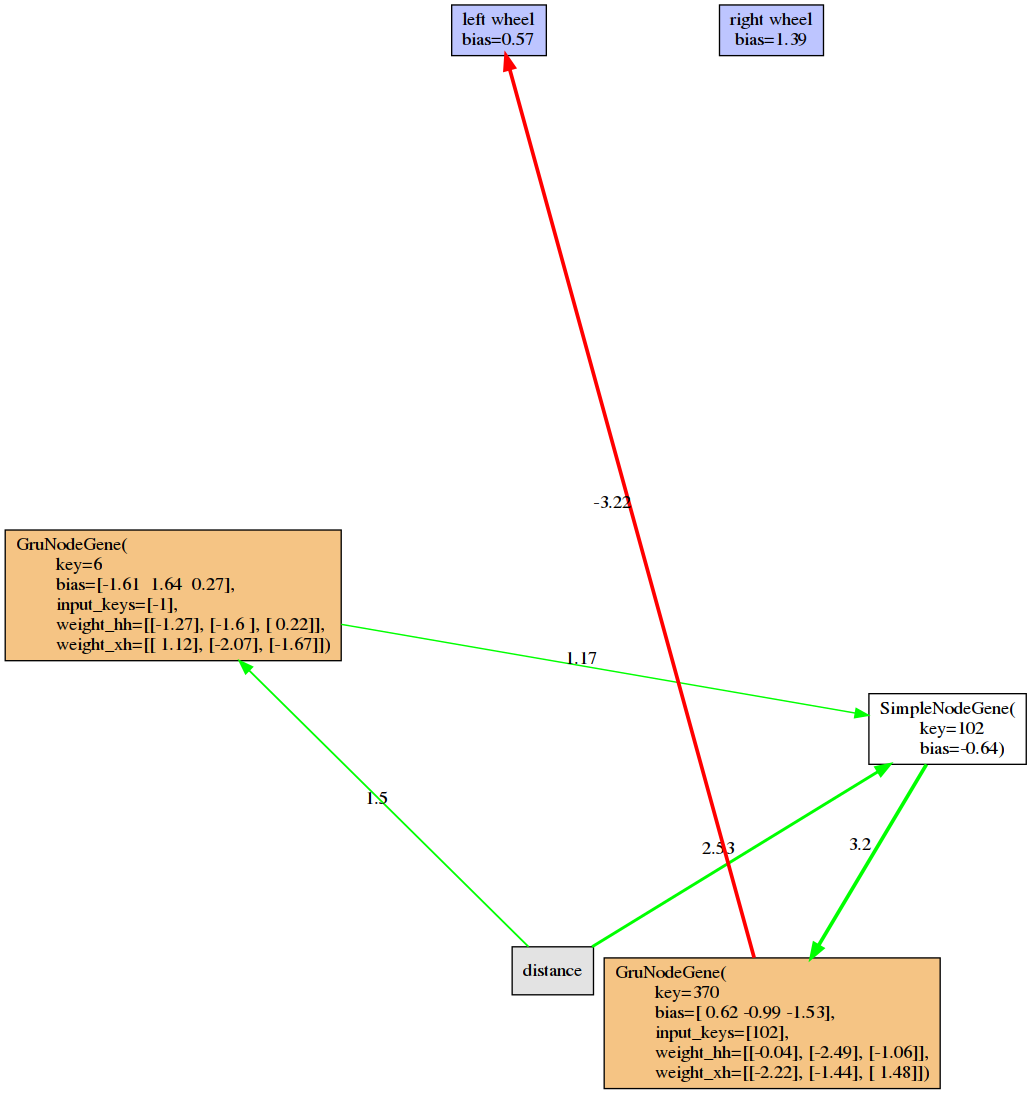 left wheel
bias=0.57
right wheel
bias=1.39
-3.22
GruNodeGene(
key=6
bias=[-1.61  1.64  0.27],
input_keys=[-1],
weight_hh=[[-1.27], [-1.6 ], [ 0.22]],
weight_xh=[[ 1.12], [-2.07], [-1.67]])
1.17
SimpleNodeGene(
key=102
bias=-0.64)
1.5
2.53
3.2
distance
GruNodeGene(
key=370
bias=[ 0.62 -0.99 -1.53],
input_keys=[102],
weight_hh=[[-0.04], [-2.49], [-1.06]],
weight_xh=[[-2.22], [-1.44], [ 1.48]])